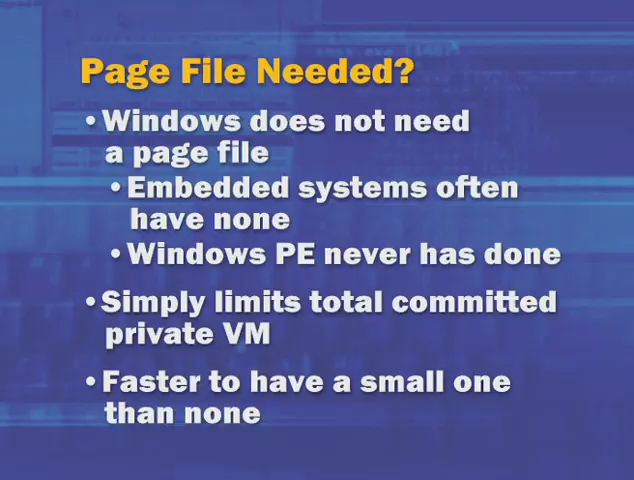 Page File Needed?
•Windows does not need
a page file
•Embedded systems often
have none
•Windows PE never has done
•Simply limits total committed
private VM
•Faster to have a small one
than none